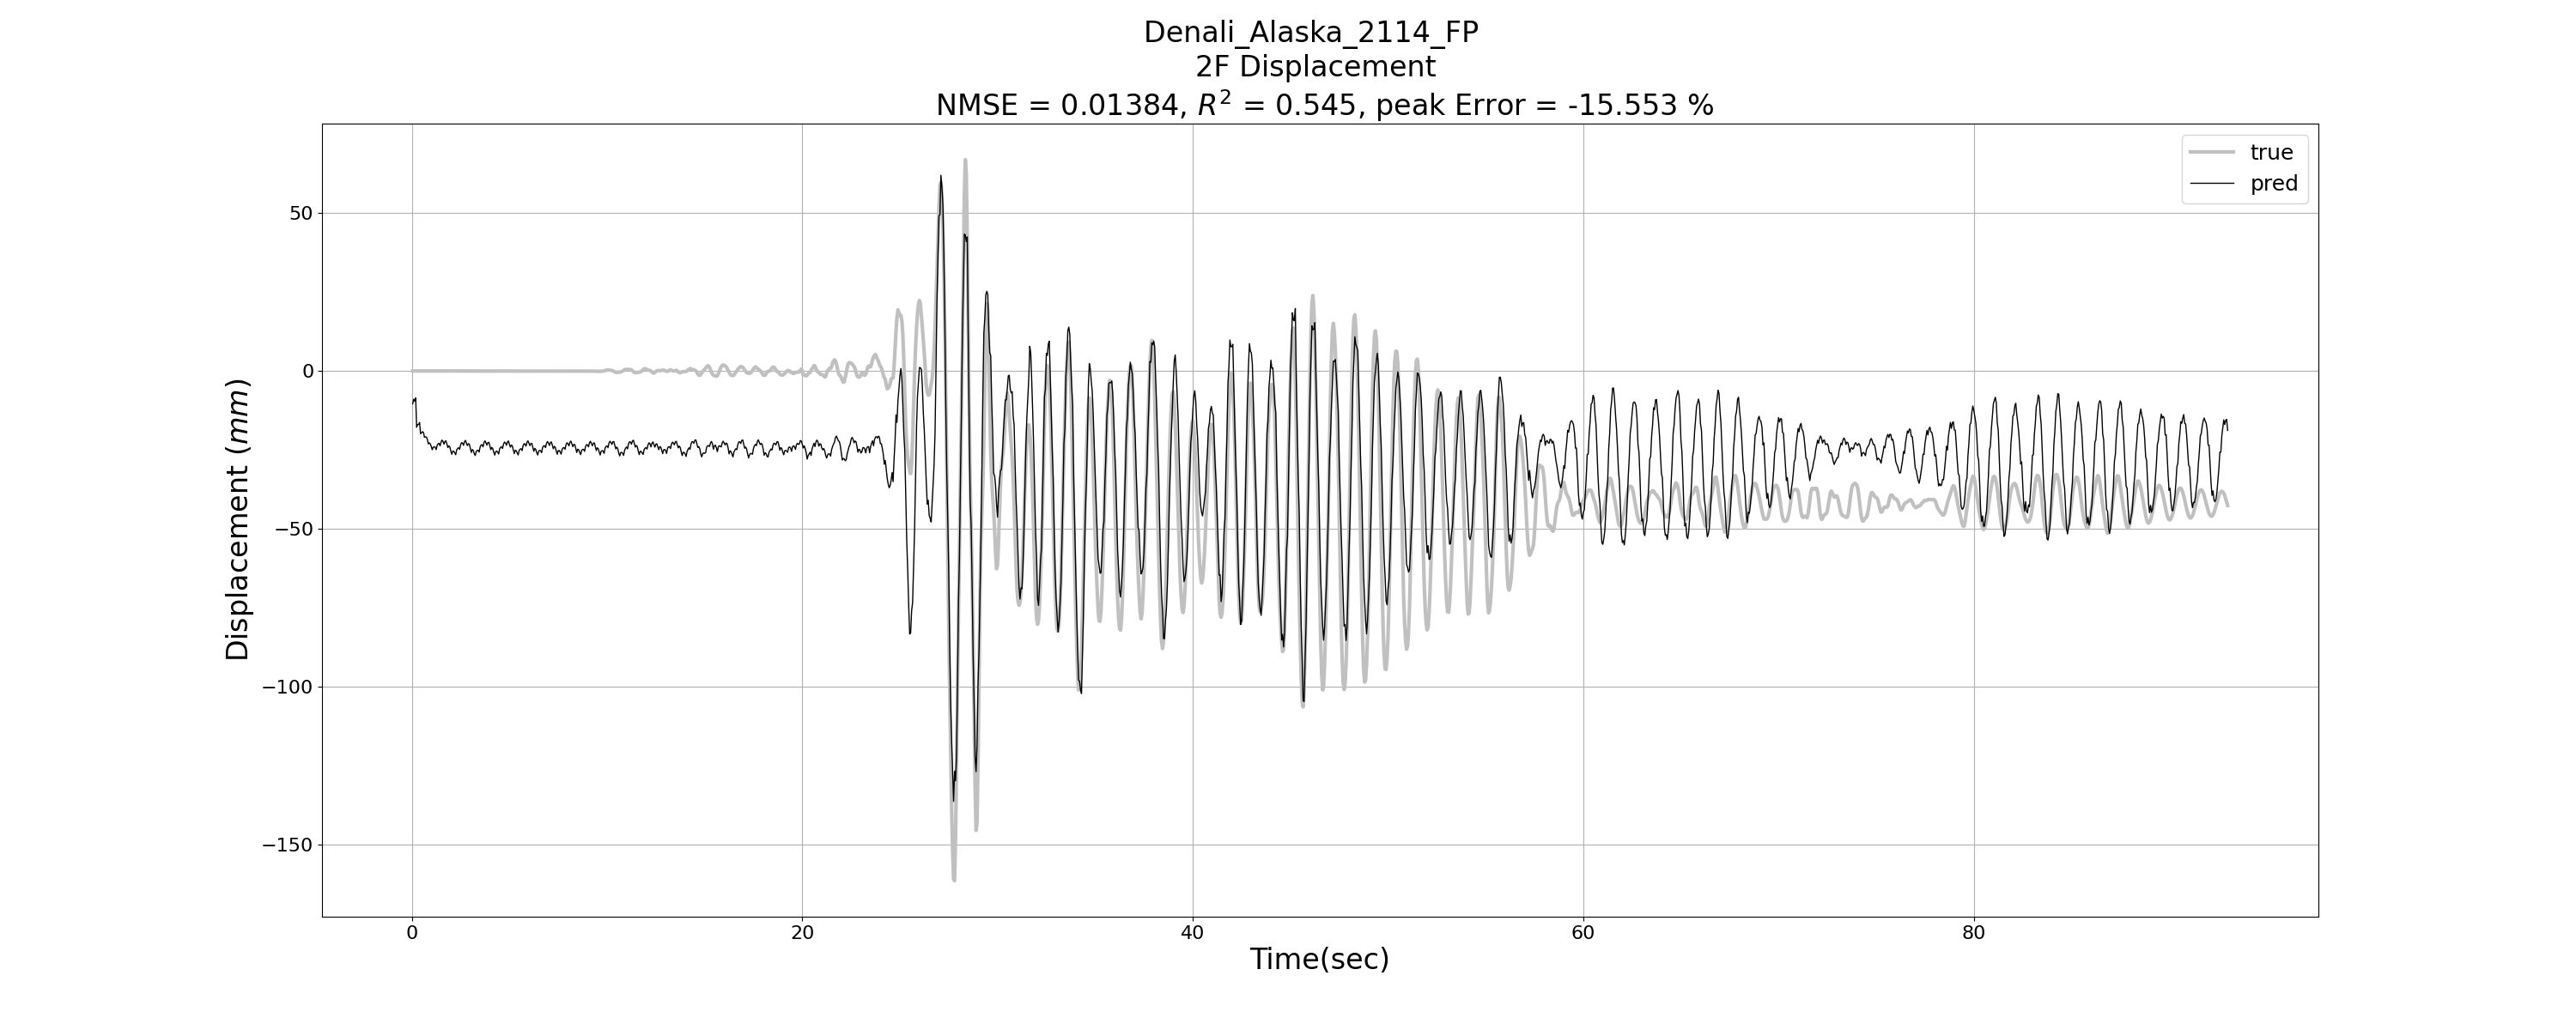 Denali_Alaska_2114_FP
2F Displacement
NMSE = 0.01384, R² = 0.545, peak Error = -15.553 %
true
pred
Displacement (mm)
50
0
−50
−100
−150
0 20 40 60 80
Time(sec)